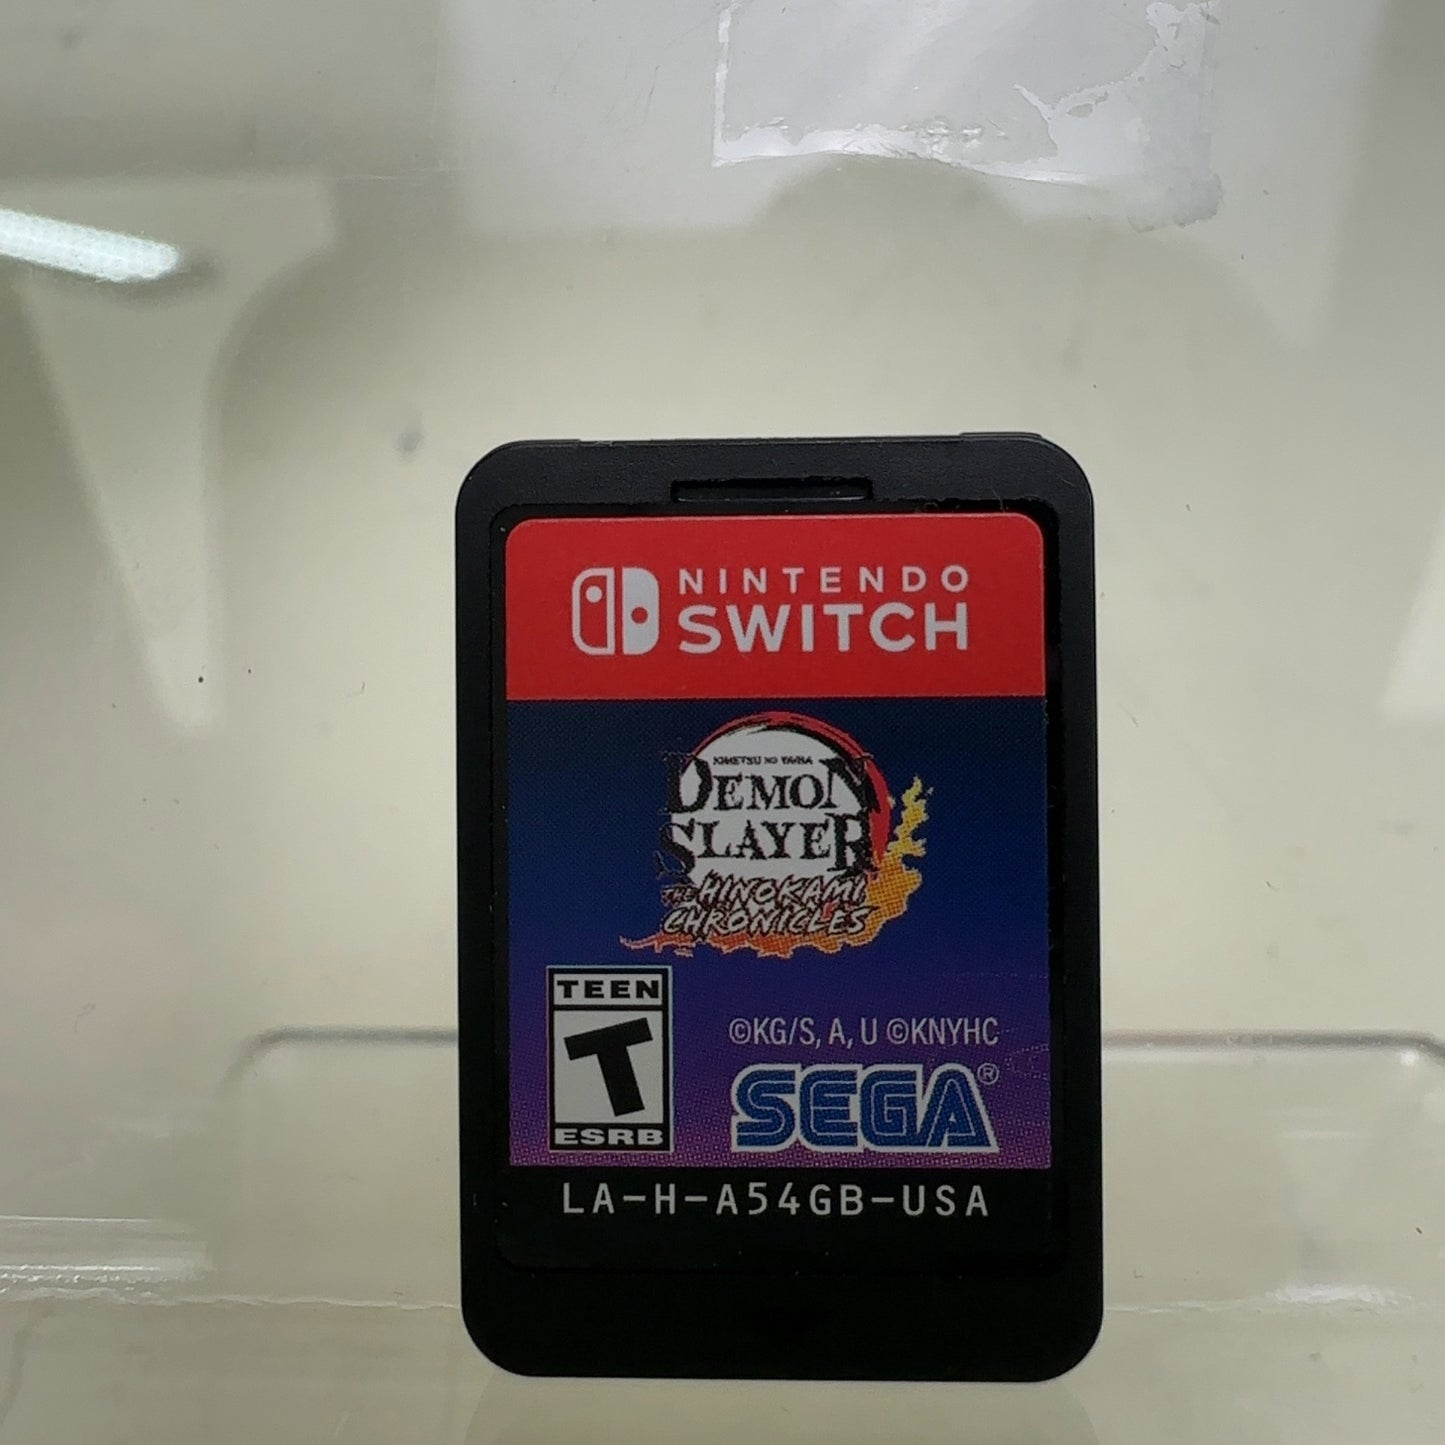 NINTENDO
SWITCH
KIMETSU NO YAIBA
DEMON
SLAYER
THE HINOKAMI
CHRONICLES
TEEN
T
ESRB
©KG/S, A, U ©KNYHC
SEGA®
LA-H-A54GB-USA